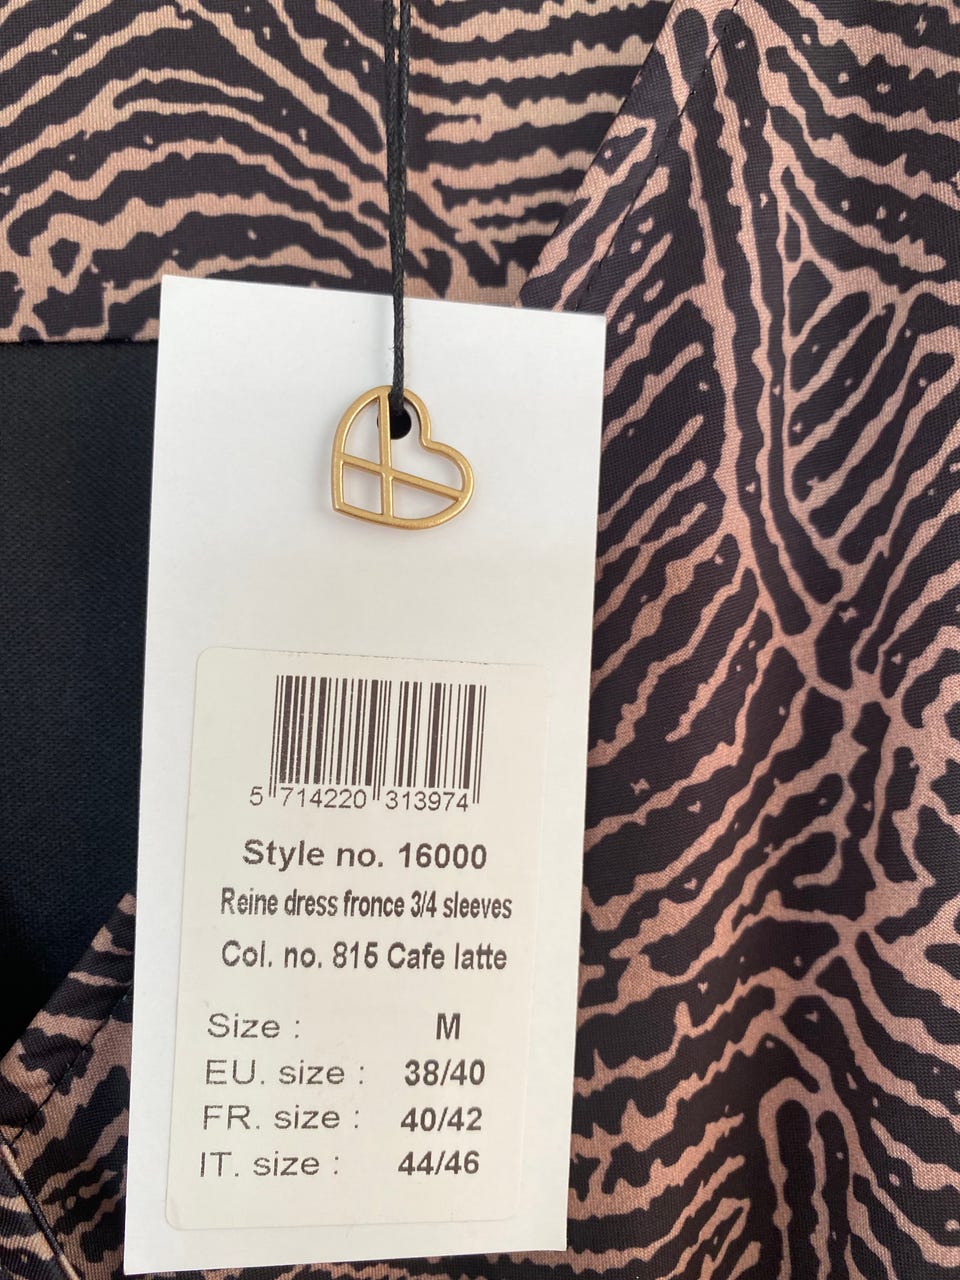 5 714220 313974
Style no. 16000
Reine dress fronce 3/4 sleeves
Col. no. 815 Cafe latte
Size : M
EU. size : 38/40
FR. size : 40/42
IT. size : 44/46